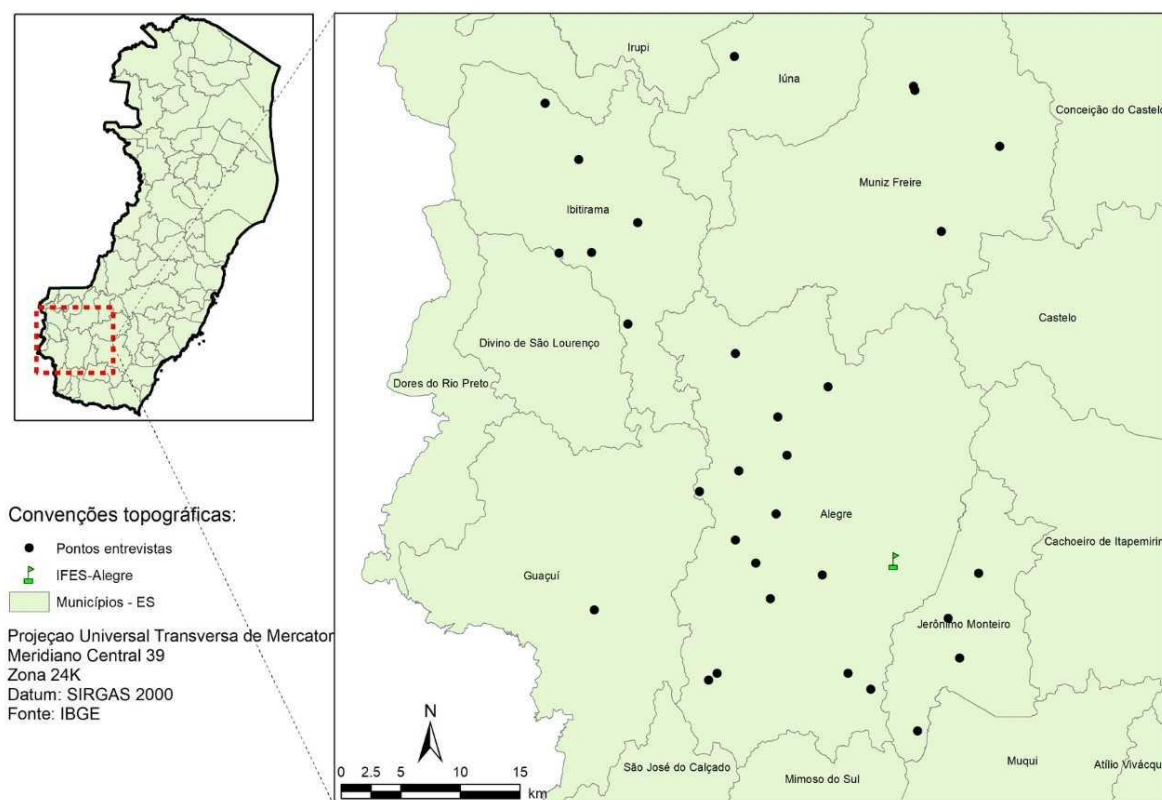 Irupi
Iúna
Conceição do Castelo
Muniz Freire
Ibitirama
Castelo
Divino de São Lourenço
Dores do Rio Preto
Alegre
Cachoeiro de Itapemirin
Guaçuí
Jerônimo Monteiro
São José do Calçado
Mimoso do Sul
Muqui
Atílio Vivácqu
Convenções topográficas:
Pontos entrevistas
IFES-Alegre
Municípios - ES
Projeçao Universal Transversa de Mercator
Meridiano Central 39
Zona 24K
Datum: SIRGAS 2000
Fonte: IBGE
N
0 2.5 5 10 15
km